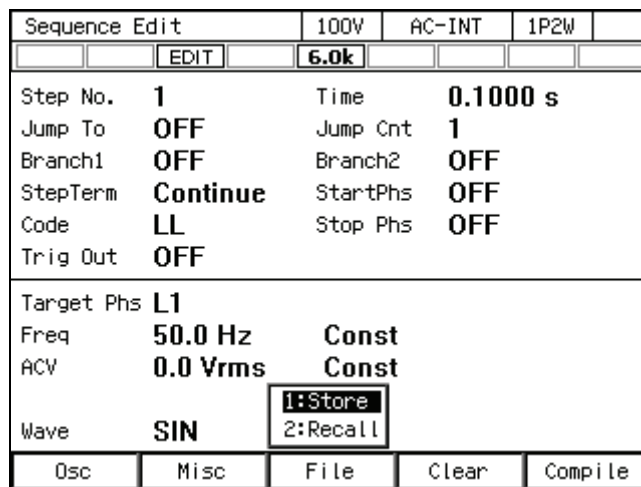 Sequence Edit 100V AC-INT 1P2W
EDIT 6.0k
Step No. 1 Time 0.1000 s
Jump To OFF Jump Cnt 1
Branch1 OFF Branch2 OFF
StepTerm Continue StartPhs OFF
Code LL Stop Phs OFF
Trig Out OFF
Target Phs L1
Freq 50.0 Hz Const
ACV 0.0 Vrms Const
1:Store
Wave SIN 2:Recall
Osc Misc File Clear Compile